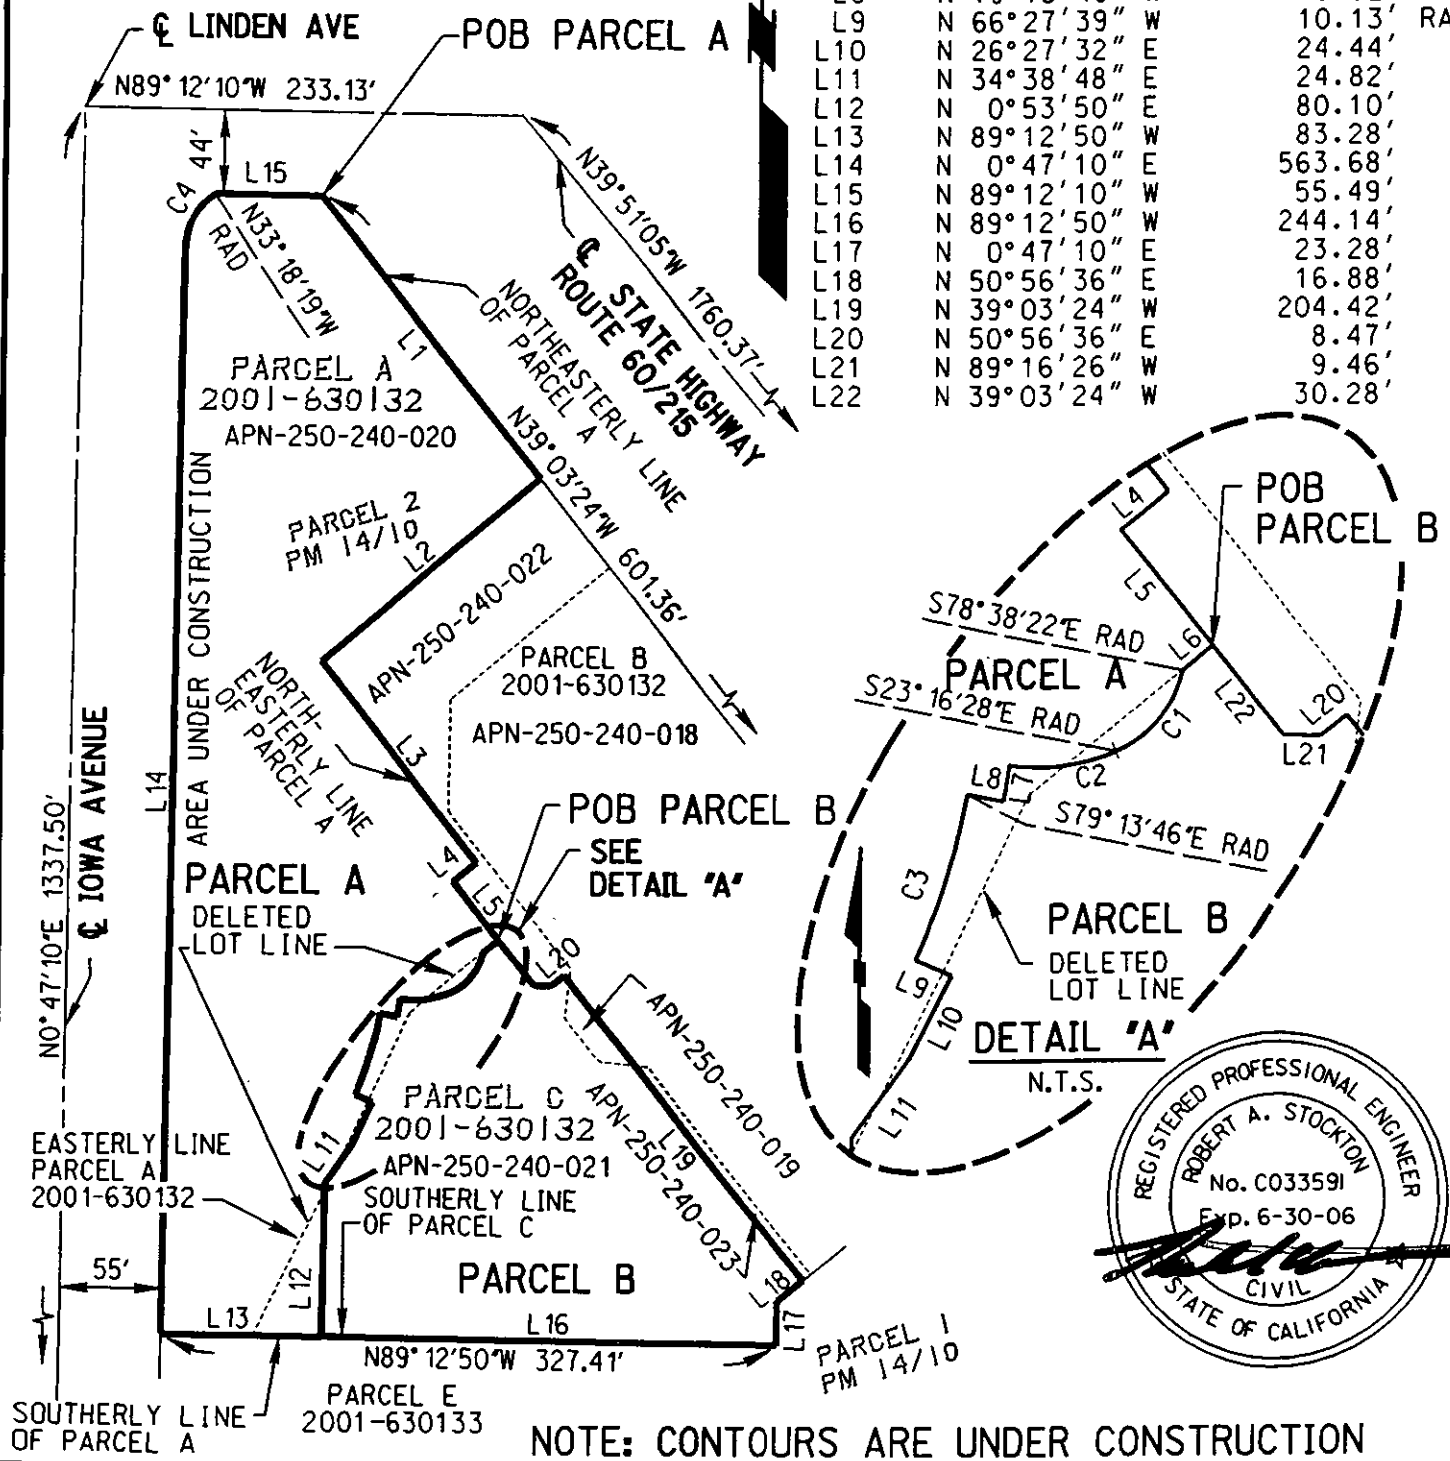 ℄ LINDEN AVE
POB PARCEL A
N89°12'10"W 233.13'
L9 N 66°27'39" W 10.13' RA
L10 N 26°27'32" E 24.44'
L11 N 34°38'48" E 24.82'
L12 N 0°53'50" E 80.10'
L13 N 89°12'50" W 83.28'
L14 N 0°47'10" E 563.68'
L15 N 89°12'10" W 55.49'
L16 N 89°12'50" W 244.14'
L17 N 0°47'10" E 23.28'
L18 N 50°56'36" E 16.88'
L19 N 39°03'24" W 204.42'
L20 N 50°56'36" E 8.47'
L21 N 89°16'26" W 9.46'
L22 N 39°03'24" W 30.28'
44'
L15
C4
N33°18'19"W
RAD
N39°51'05"W 1760.37'
℄ STATE HIGHWAY
ROUTE 60/215
NORTHEASTERLY LINE
OF PARCEL A
L1
PARCEL A
2001-630132
APN-250-240-020
N39°03'24"W 601.36'
AREA UNDER CONSTRUCTION
PARCEL 2
PM 14/10
L2
APN-250-240-022
PARCEL B
2001-630132
APN-250-240-018
NORTH-
EASTERLY LINE
OF PARCEL A
L3
L14
N0°47'10"E 1337.50'
℄ IOWA AVENUE
POB PARCEL B
SEE
DETAIL "A"
L4
L5
L20
PARCEL A
DELETED
LOT LINE
APN-250-240-019
APN-250-240-023
L19
PARCEL C
2001-630132
APN-250-240-021
L11
SOUTHERLY LINE
OF PARCEL C
EASTERLY LINE
PARCEL A
2001-630132
55'
L12
PARCEL B
L18
L17
L13
L16
N89°12'50"W 327.41'
PARCEL 1
PM 14/10
PARCEL E
2001-630133
SOUTHERLY LINE
OF PARCEL A
L4
POB
PARCEL B
L5
S78°38'22"E RAD
L6
PARCEL A
L22
L20
S23°16'28"E RAD
C1
L21
C2
L8
L7
S79°13'46"E RAD
C3
PARCEL B
DELETED
LOT LINE
L9
L10
L11
DETAIL "A"
N.T.S.
REGISTERED PROFESSIONAL ENGINEER
ROBERT A. STOCKTON
No. C033591
Exp. 6-30-06
CIVIL
STATE OF CALIFORNIA
NOTE: CONTOURS ARE UNDER CONSTRUCTION